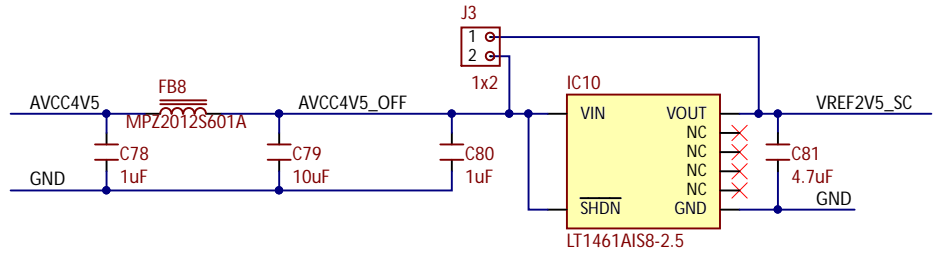 J3
1
2
1x2
FB8
MPZ2012S601A
AVCC4V5
AVCC4V5_OFF
IC10
VIN
VOUT
VREF2V5_SC
NC
NC
NC
NC
C78
1uF
C79
10uF
C80
1uF
C81
4.7uF
GND
SHDN
GND
GND
LT1461AIS8-2.5